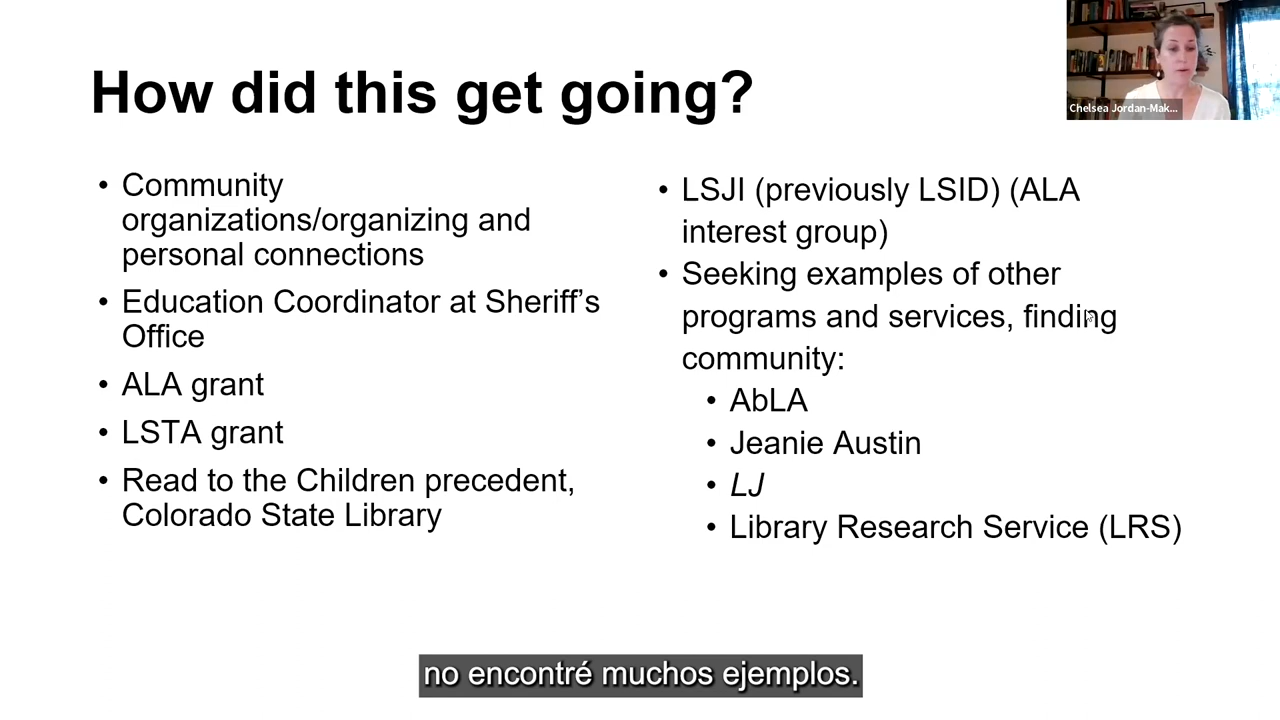 How did this get going?
Chelsea Jordan-Mak...
• Community
organizations/organizing and
personal connections
• Education Coordinator at Sheriff’s
Office
• ALA grant
• LSTA grant
• Read to the Children precedent,
Colorado State Library
• LSJI (previously LSID) (ALA
interest group)
• Seeking examples of other
programs and services, finding
community:
• AbLA
• Jeanie Austin
• LJ
• Library Research Service (LRS)
no encontré muchos ejemplos.